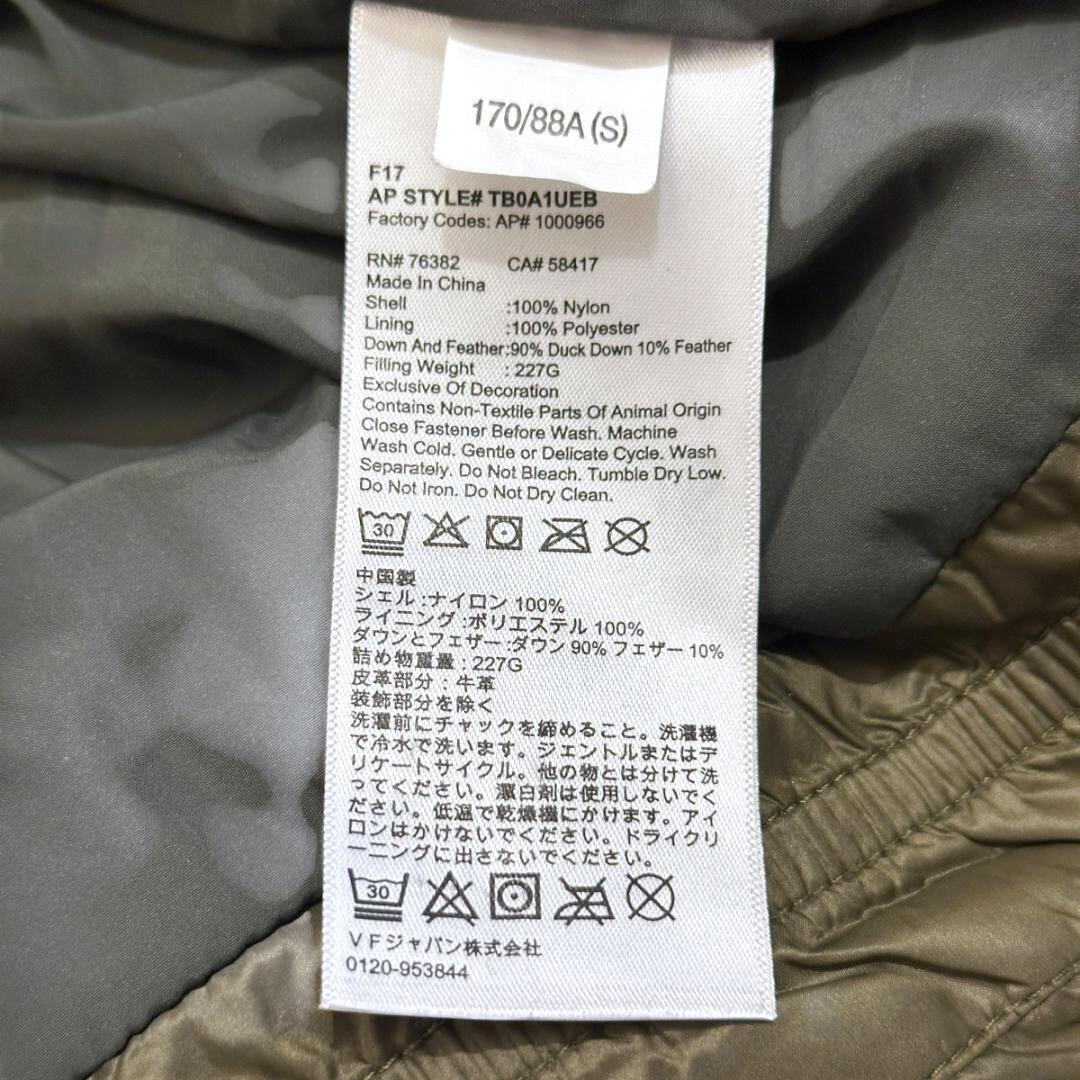 170/88A (S)
F17
AP STYLE# TB0A1UEB
Factory Codes: AP# 1000966
RN# 76382 CA# 58417
Made In China
Shell :100% Nylon
Lining :100% Polyester
Down And Feather:90% Duck Down 10% Feather
Filling Weight : 227G
Exclusive Of Decoration
Contains Non-Textile Parts Of Animal Origin
Close Fastener Before Wash. Machine
Wash Cold. Gentle or Delicate Cycle. Wash
Separately. Do Not Bleach. Tumble Dry Low.
Do Not Iron. Do Not Dry Clean.
30
中国製
シェル :ナイロン 100%
ライニング :ポリエステル 100%
ダウンとフェザー :ダウン 90% フェザー 10%
詰め物重量 : 227G
皮革部分 : 牛革
装飾部分を除く
洗濯前にチャックを締めること。洗濯機
で冷水で洗います。ジェントルまたはデ
リケートサイクル。他の物とは分けて洗
ってください。漂白剤は使用しないでく
ださい。低温で乾燥機にかけます。アイ
ロンはかけないでください。ドライクリ
ーニングに出さないでください。
30
VFジャパン株式会社
0120-953844